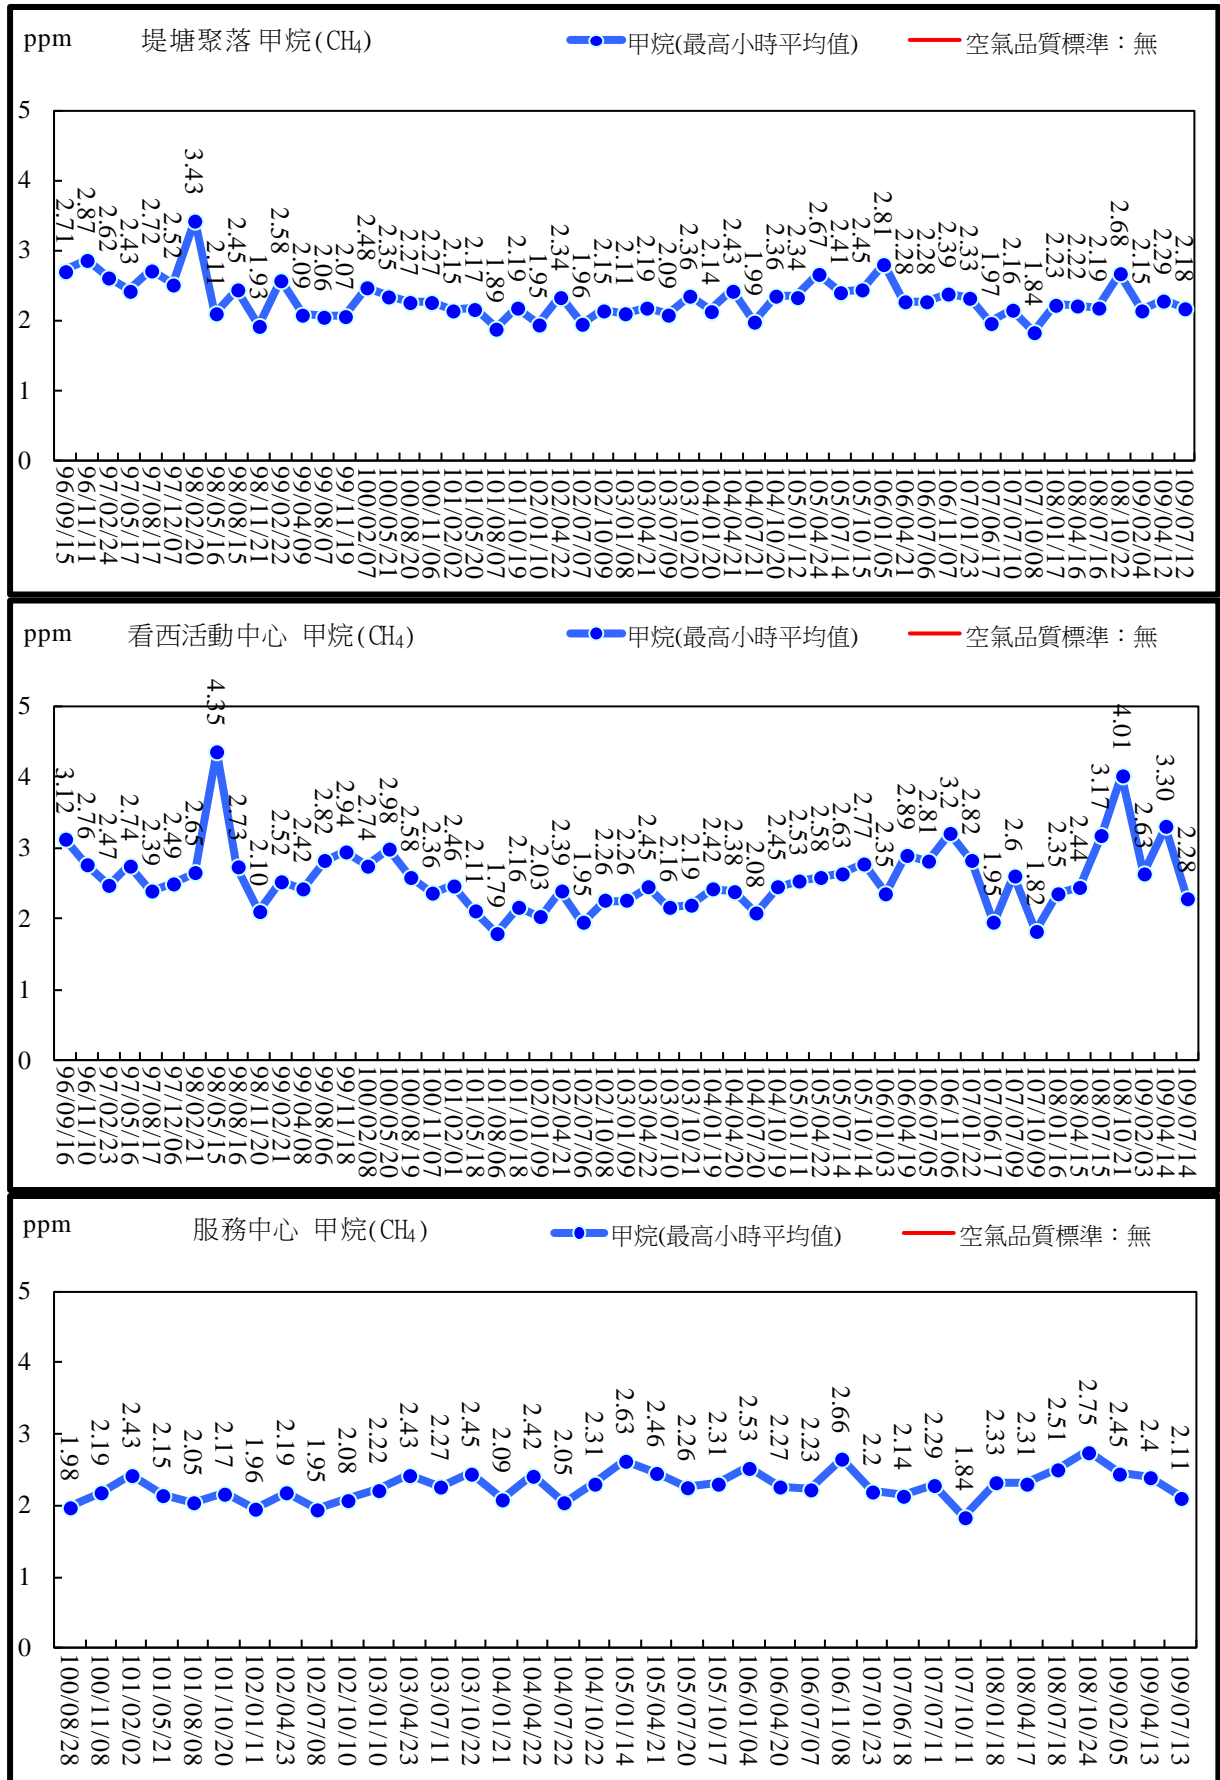 ppm 堤塘聚落 甲烷(CH₄) 甲烷(最高小時平均值) 空氣品質標準：無
5
4
3
2
1
0
2.71 2.87 2.62 2.43 2.72 2.52 3.43 2.11 2.45 1.93 2.58 2.09 2.06 2.07 2.48 2.35 2.27 2.27 2.15 2.17 1.89 2.19 1.95 2.34 1.96 2.15 2.11 2.19 2.09 2.36 2.14 2.43 1.99 2.36 2.34 2.67 2.41 2.45 2.81 2.28 2.28 2.39 2.33 1.97 2.16 1.84 2.23 2.22 2.19 2.68 2.15 2.29 2.18
96/09/15 96/11/11 97/02/24 97/05/17 97/08/17 97/12/07 98/02/20 98/05/16 98/08/15 98/11/21 99/02/22 99/04/09 99/08/07 99/11/19 100/02/07 100/05/21 100/08/20 100/11/06 101/02/02 101/05/20 101/08/07 101/10/19 102/01/10 102/04/22 102/07/07 102/10/09 103/01/08 103/04/21 103/07/09 103/10/20 104/01/20 104/04/21 104/07/21 104/10/20 105/01/12 105/04/24 105/07/14 105/10/15 106/01/05 106/04/21 106/07/06 106/11/07 107/01/23 107/06/17 107/07/10 107/10/08 108/01/17 108/04/16 108/07/16 108/10/22 109/02/04 109/04/12 109/07/12
ppm 看西活動中心 甲烷(CH₄) 甲烷(最高小時平均值) 空氣品質標準：無
5
4
3
2
1
0
3.12 2.76 2.47 2.74 2.39 2.49 2.65 4.35 2.73 2.10 2.52 2.42 2.82 2.94 2.74 2.98 2.58 2.36 2.46 2.11 1.79 2.16 2.03 2.39 1.95 2.26 2.26 2.45 2.16 2.19 2.42 2.38 2.08 2.45 2.53 2.58 2.63 2.77 2.35 2.89 2.81 3.2 2.82 1.95 2.6 1.82 2.35 2.44 3.17 4.01 2.63 3.30 2.28
96/09/16 96/11/10 97/02/23 97/05/16 97/08/17 97/12/06 98/02/21 98/05/15 98/08/16 98/11/20 99/02/21 99/04/08 99/08/06 99/11/18 100/02/08 100/05/20 100/08/19 100/11/07 101/02/01 101/05/18 101/08/06 101/10/18 102/01/09 102/04/21 102/07/06 102/10/08 103/01/09 103/04/22 103/07/10 103/10/21 104/01/19 104/04/20 104/07/20 104/10/19 105/01/11 105/04/22 105/07/14 105/10/14 106/01/03 106/04/19 106/07/05 106/11/06 107/01/22 107/06/17 107/07/09 107/10/09 108/01/16 108/04/15 108/07/15 108/10/21 109/02/03 109/04/14 109/07/14
ppm 服務中心 甲烷(CH₄) 甲烷(最高小時平均值) 空氣品質標準：無
5
4
3
2
1
0
1.98 2.19 2.43 2.15 2.05 2.17 1.96 2.19 1.95 2.08 2.22 2.43 2.27 2.45 2.09 2.42 2.05 2.31 2.63 2.46 2.26 2.31 2.53 2.27 2.23 2.66 2.2 2.14 2.29 1.84 2.33 2.31 2.51 2.75 2.45 2.4 2.11
100/08/28 100/11/08 101/02/02 101/05/21 101/08/08 101/10/20 102/01/11 102/04/23 102/07/08 102/10/10 103/01/10 103/04/23 103/07/11 103/10/22 104/01/21 104/04/22 104/07/22 104/10/22 105/01/14 105/04/21 105/07/20 105/10/17 106/01/04 106/04/20 106/07/07 106/11/08 107/01/23 107/06/18 107/07/11 107/10/11 108/01/18 108/04/17 108/07/18 108/10/24 109/02/05 109/04/13 109/07/13